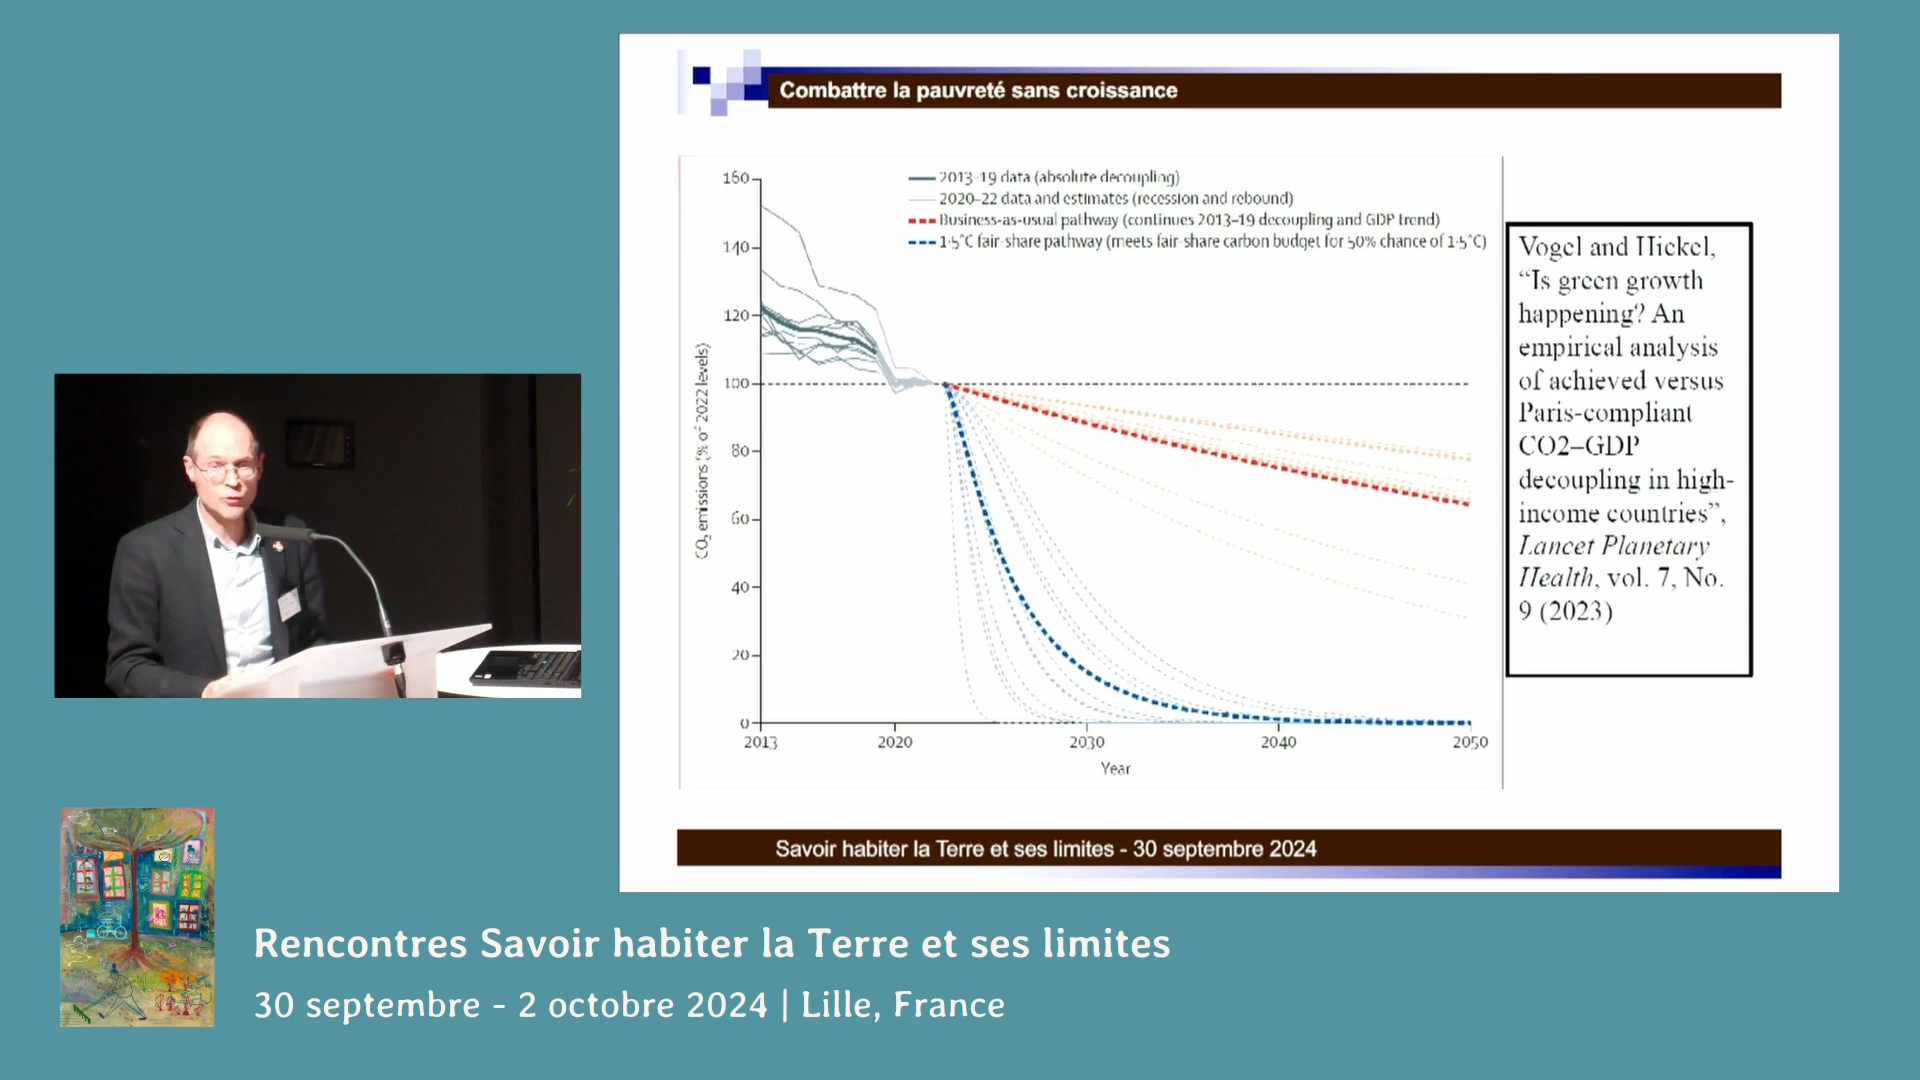 Combattre la pauvreté sans croissance
160
140
120
100
80
60
40
20
0
CO₂ emissions (% of 2022 levels)
2013–19 data (absolute decoupling)
2020–22 data and estimates (recession and rebound)
Business-as-usual pathway (continues 2013–19 decoupling and GDP trend)
1·5°C fair-share pathway (meets fair-share carbon budget for 50% chance of 1·5°C)
2013
2020
2030
2040
2050
Year
Vogel and Hickel,
“Is green growth
happening? An
empirical analysis
of achieved versus
Paris-compliant
CO2–GDP
decoupling in high-
income countries”,
Lancet Planetary
Health, vol. 7, No.
9 (2023)
Savoir habiter la Terre et ses limites - 30 septembre 2024
Rencontres Savoir habiter la Terre et ses limites
30 septembre - 2 octobre 2024 | Lille, France